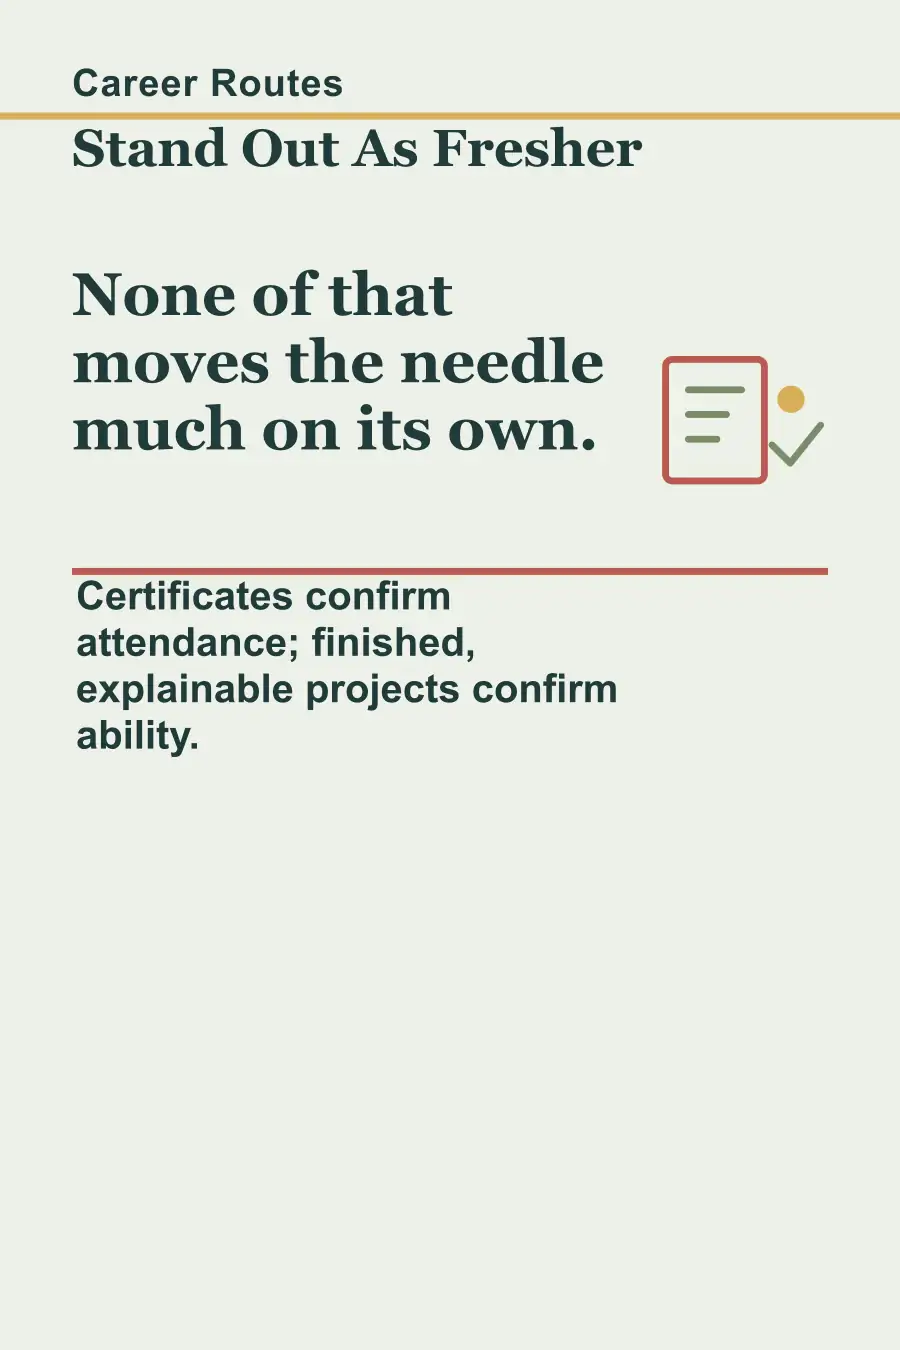 Career Routes
Stand Out As Fresher
None of that
moves the needle
much on its own.
Certificates confirm
attendance; finished,
explainable projects confirm
ability.